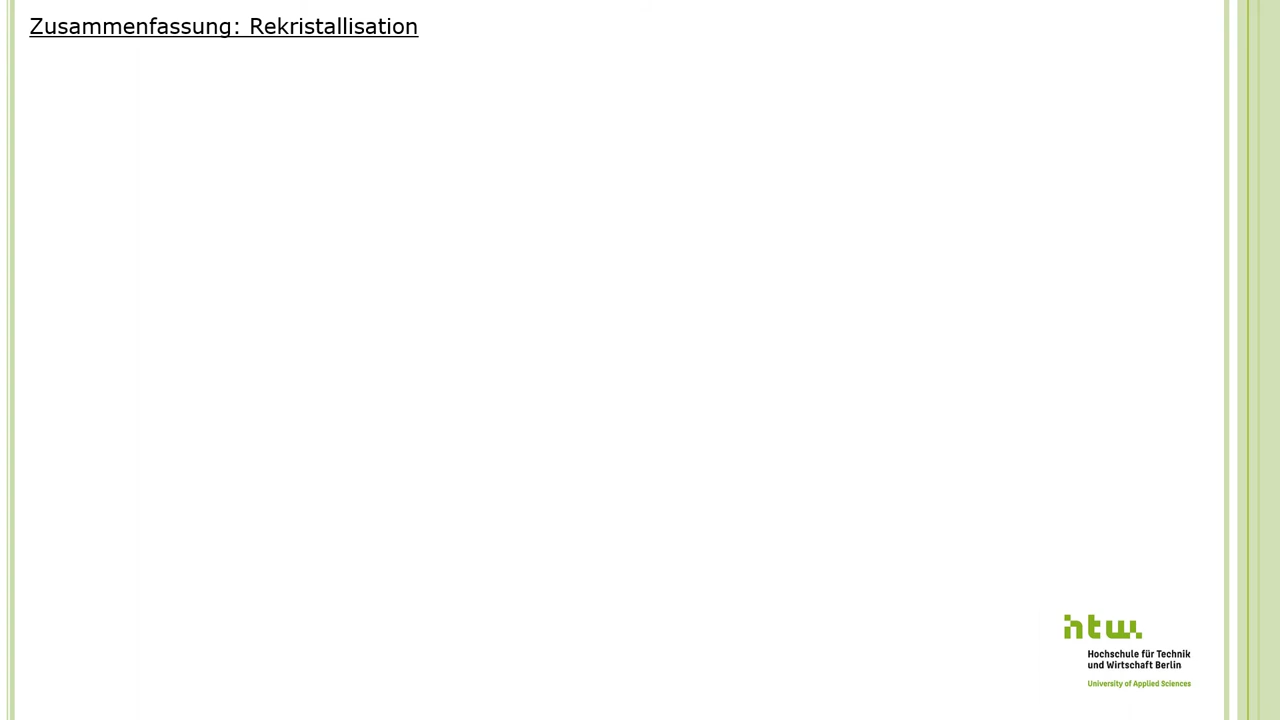 Zusammenfassung: Rekristallisation
htw.
Hochschule für Technik
und Wirtschaft Berlin
University of Applied Sciences